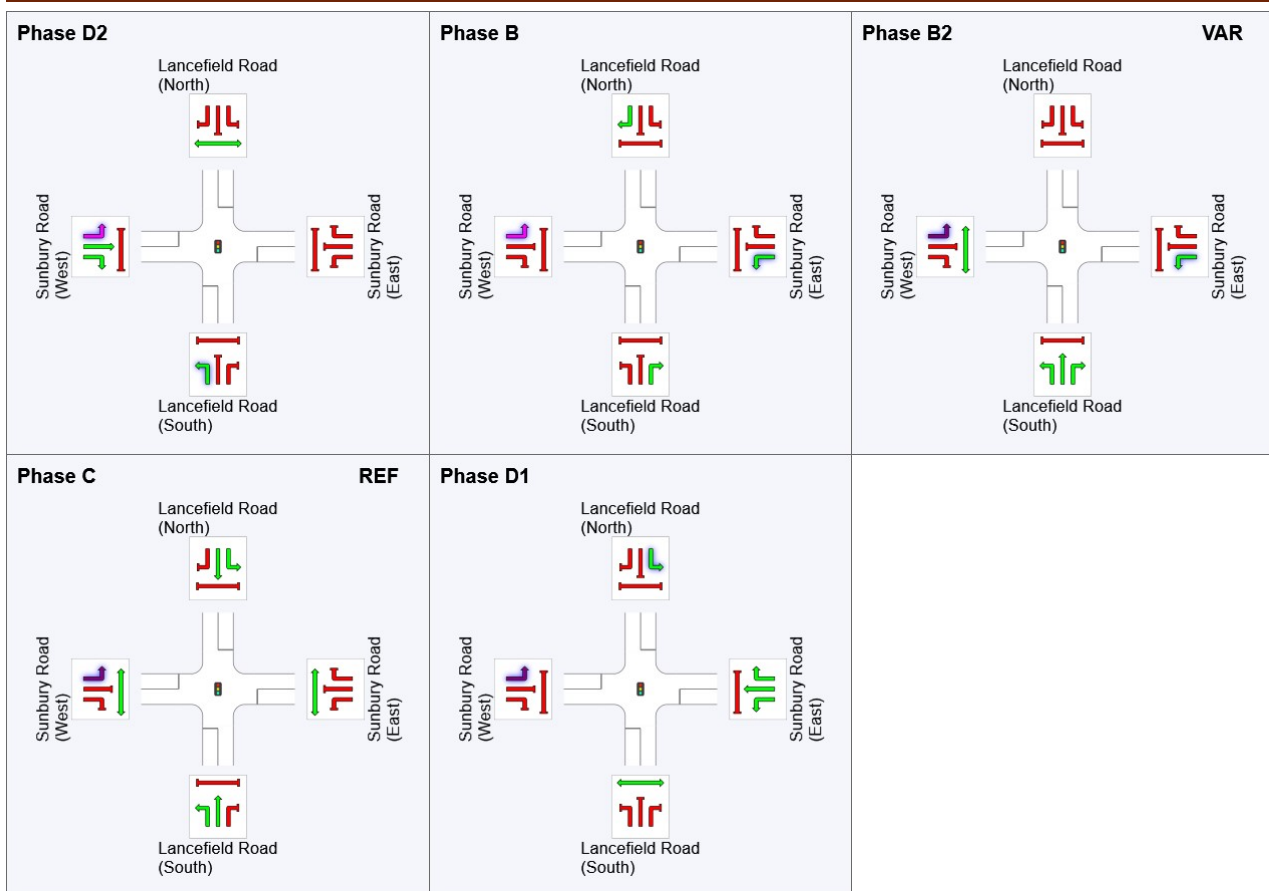 Phase D2
Lancefield Road
(North)
Sunbury Road
(West)
Sunbury Road
(East)
Lancefield Road
(South)
Phase B
Lancefield Road
(North)
Sunbury Road
(West)
Sunbury Road
(East)
Lancefield Road
(South)
Phase B2 VAR
Lancefield Road
(North)
Sunbury Road
(West)
Sunbury Road
(East)
Lancefield Road
(South)
Phase C REF
Lancefield Road
(North)
Sunbury Road
(West)
Sunbury Road
(East)
Lancefield Road
(South)
Phase D1
Lancefield Road
(North)
Sunbury Road
(West)
Sunbury Road
(East)
Lancefield Road
(South)